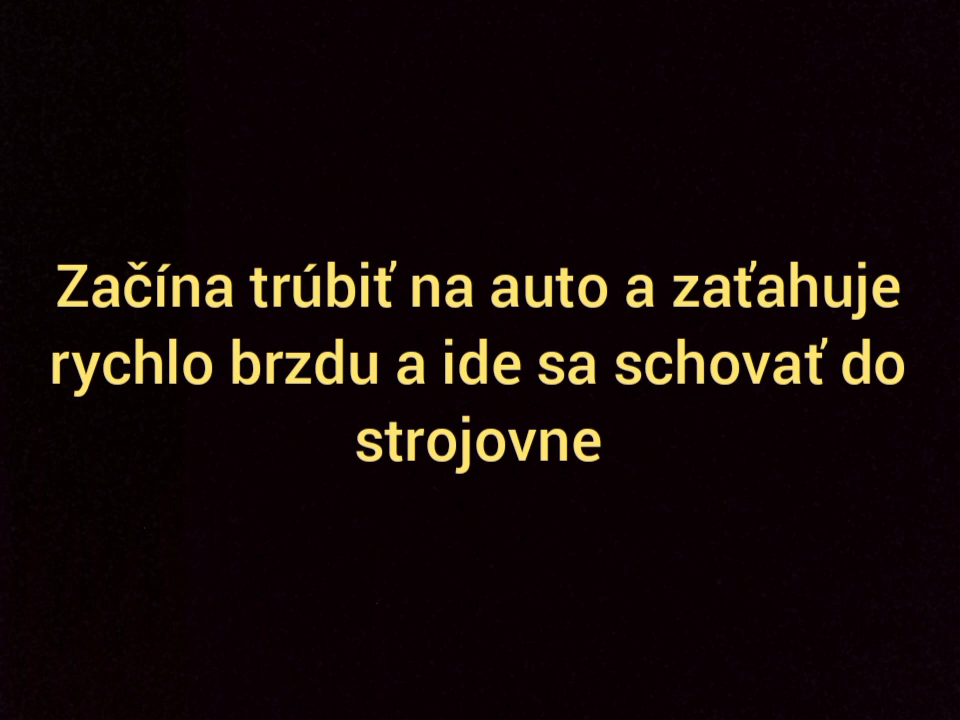 Začína trúbiť na auto a zaťahuje
rychlo brzdu a ide sa schovať do
strojovne